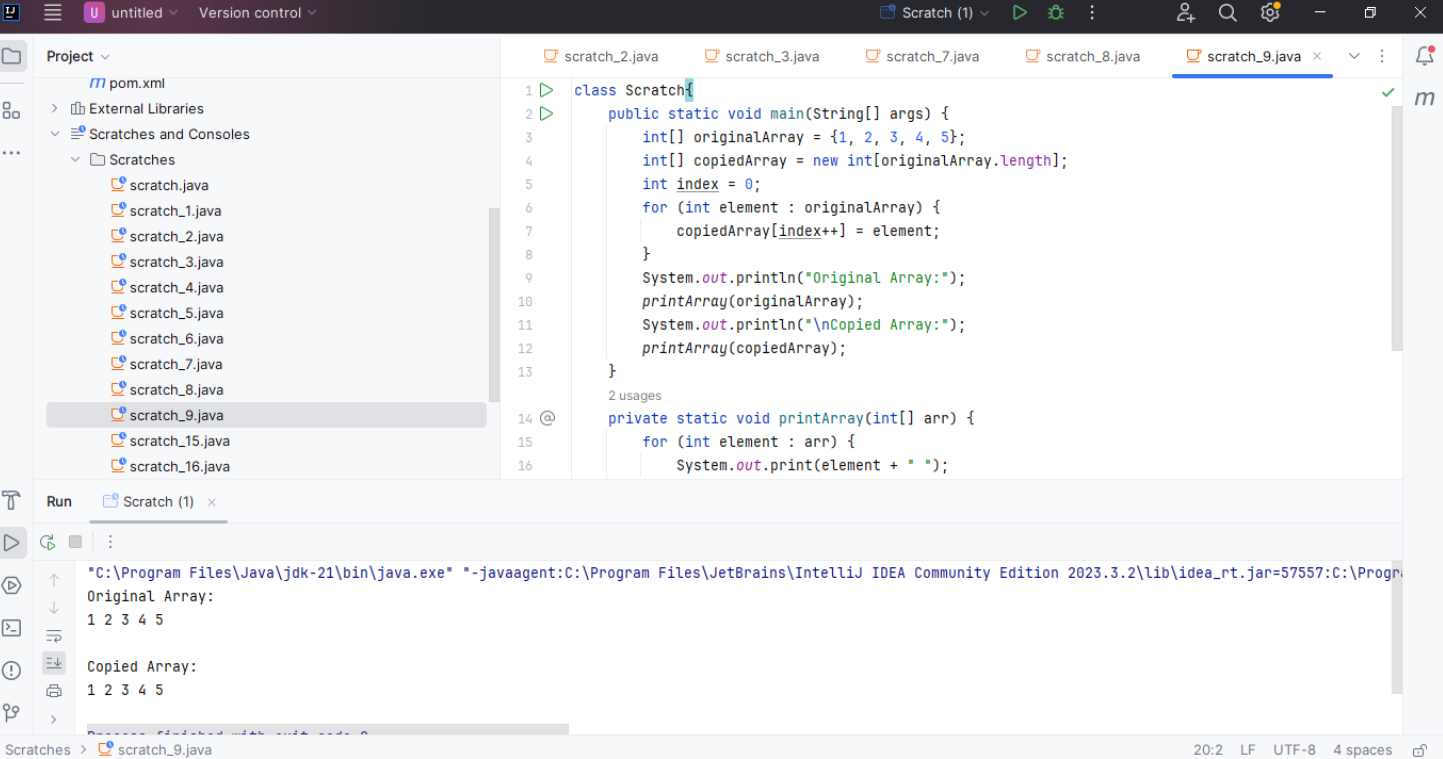 U untitled Version control Scratch (1)
Project
scratch_2.java scratch_3.java scratch_7.java scratch_8.java scratch_9.java
m pom.xml
External Libraries
Scratches and Consoles
Scratches
scratch.java
scratch_1.java
scratch_2.java
scratch_3.java
scratch_4.java
scratch_5.java
scratch_6.java
scratch_7.java
scratch_8.java
scratch_9.java
scratch_15.java
scratch_16.java
1 class Scratch{
2 public static void main(String[] args) {
3 int[] originalArray = {1, 2, 3, 4, 5};
4 int[] copiedArray = new int[originalArray.length];
5 int index = 0;
6 for (int element : originalArray) {
7 copiedArray[index++] = element;
8 }
9 System.out.println("Original Array:");
10 printArray(originalArray);
11 System.out.println("\nCopied Array:");
12 printArray(copiedArray);
13 }
2 usages
14 @ private static void printArray(int[] arr) {
15 for (int element : arr) {
16 System.out.print(element + " ");
m
Run Scratch (1)
"C:\Program Files\Java\jdk-21\bin\java.exe" "-javaagent:C:\Program Files\JetBrains\IntelliJ IDEA Community Edition 2023.3.2\lib\idea_rt.jar=57557:C:\Progr
Original Array:
1 2 3 4 5
Copied Array:
1 2 3 4 5
Process finished with exit code 0
Scratches > scratch_9.java 20:2 LF UTF-8 4 spaces